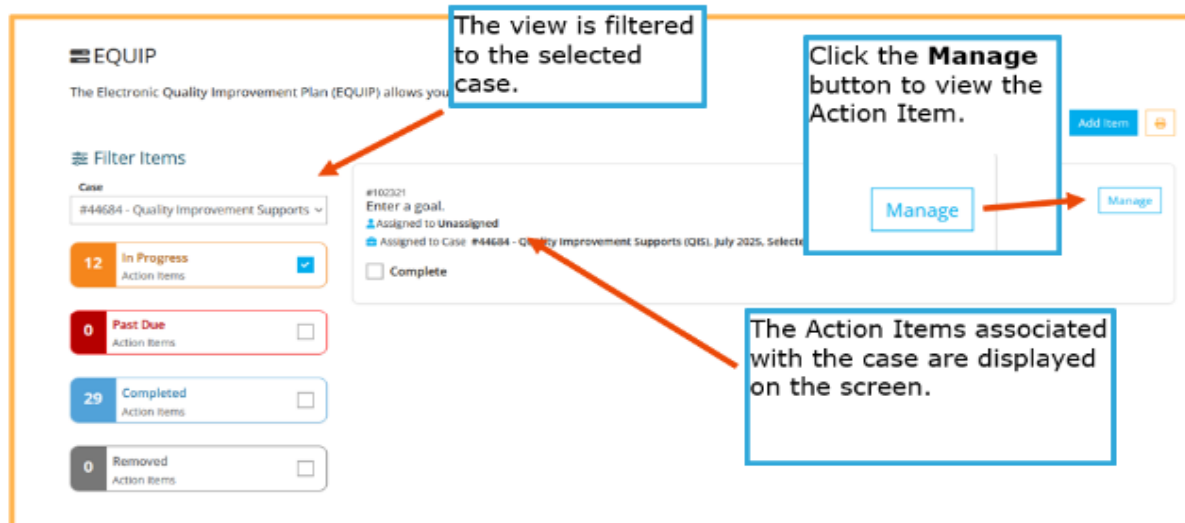 The view is filtered
to the selected
case.
Click the Manage
button to view the
Action Item.
Manage
EQUIP
The Electronic Quality Improvement Plan (EQUIP) allows you
Add Item
Filter Items
Case
#44684 - Quality Improvement Supports
12
In Progress
Action Items
0
Past Due
Action Items
29
Completed
Action Items
0
Removed
Action Items
#102321
Enter a goal.
Assigned to Unassigned
Assigned to Case #44684 - Quality Improvement Supports (QIS), July 2025, Selecte
Complete
Manage
The Action Items associated
with the case are displayed
on the screen.